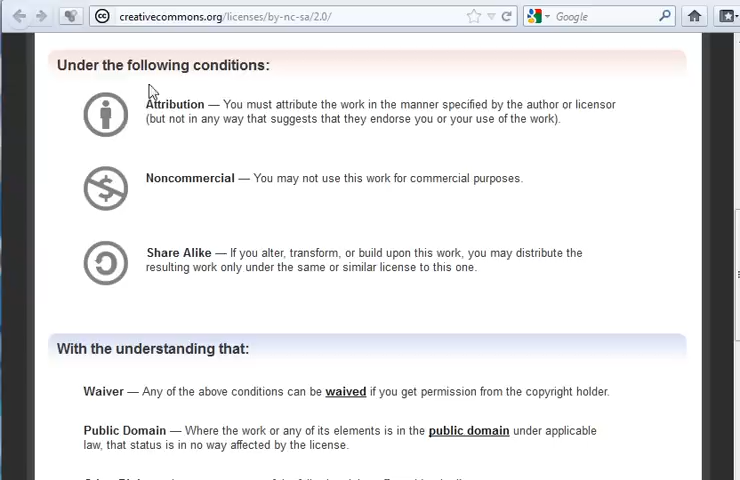 creativecommons.org/licenses/by-nc-sa/2.0/
Google
Under the following conditions:
Attribution — You must attribute the work in the manner specified by the author or licensor
(but not in any way that suggests that they endorse you or your use of the work).
Noncommercial — You may not use this work for commercial purposes.
Share Alike — If you alter, transform, or build upon this work, you may distribute the
resulting work only under the same or similar license to this one.
With the understanding that:
Waiver — Any of the above conditions can be waived if you get permission from the copyright holder.
Public Domain — Where the work or any of its elements is in the public domain under applicable
law, that status is in no way affected by the license.